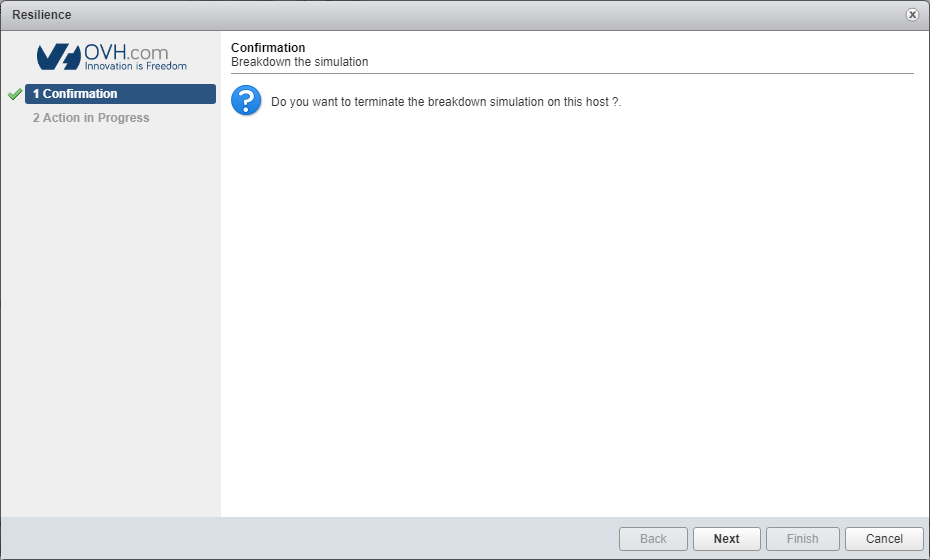 Resilience
OVH.com
Innovation is Freedom
1 Confirmation
2 Action in Progress
Confirmation
Breakdown the simulation
Do you want to terminate the breakdown simulation on this host ?.
Back
Next
Finish
Cancel